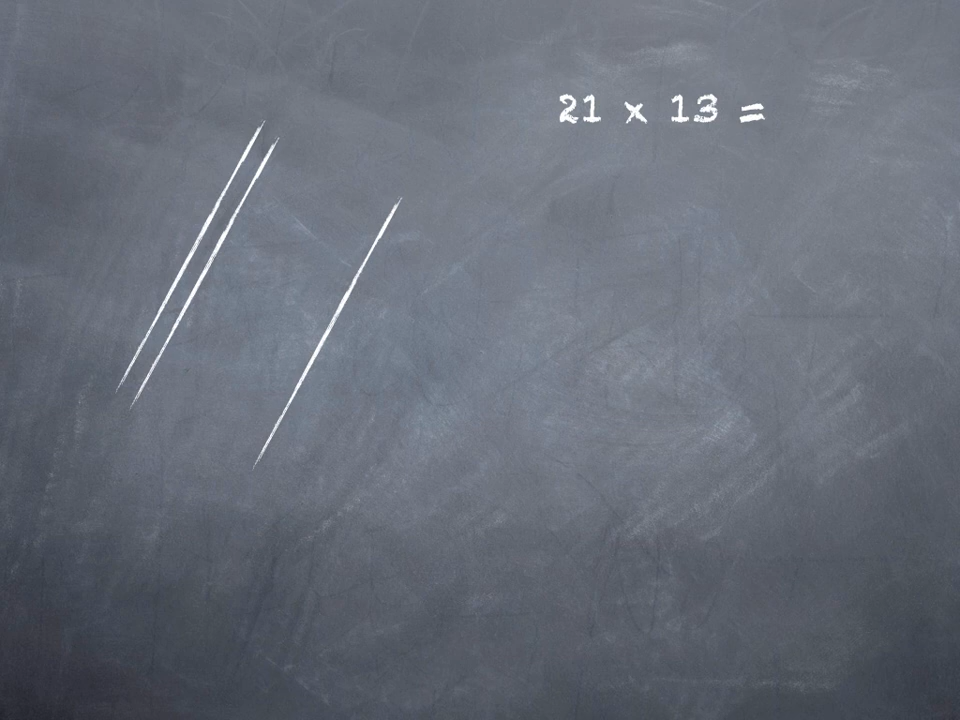 21 x 13 =